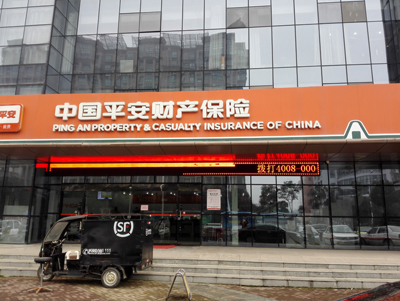 中国平安财产保险
平安
PING AN PROPERTY & CASUALTY INSURANCE OF CHINA
拨打4008-000
SF